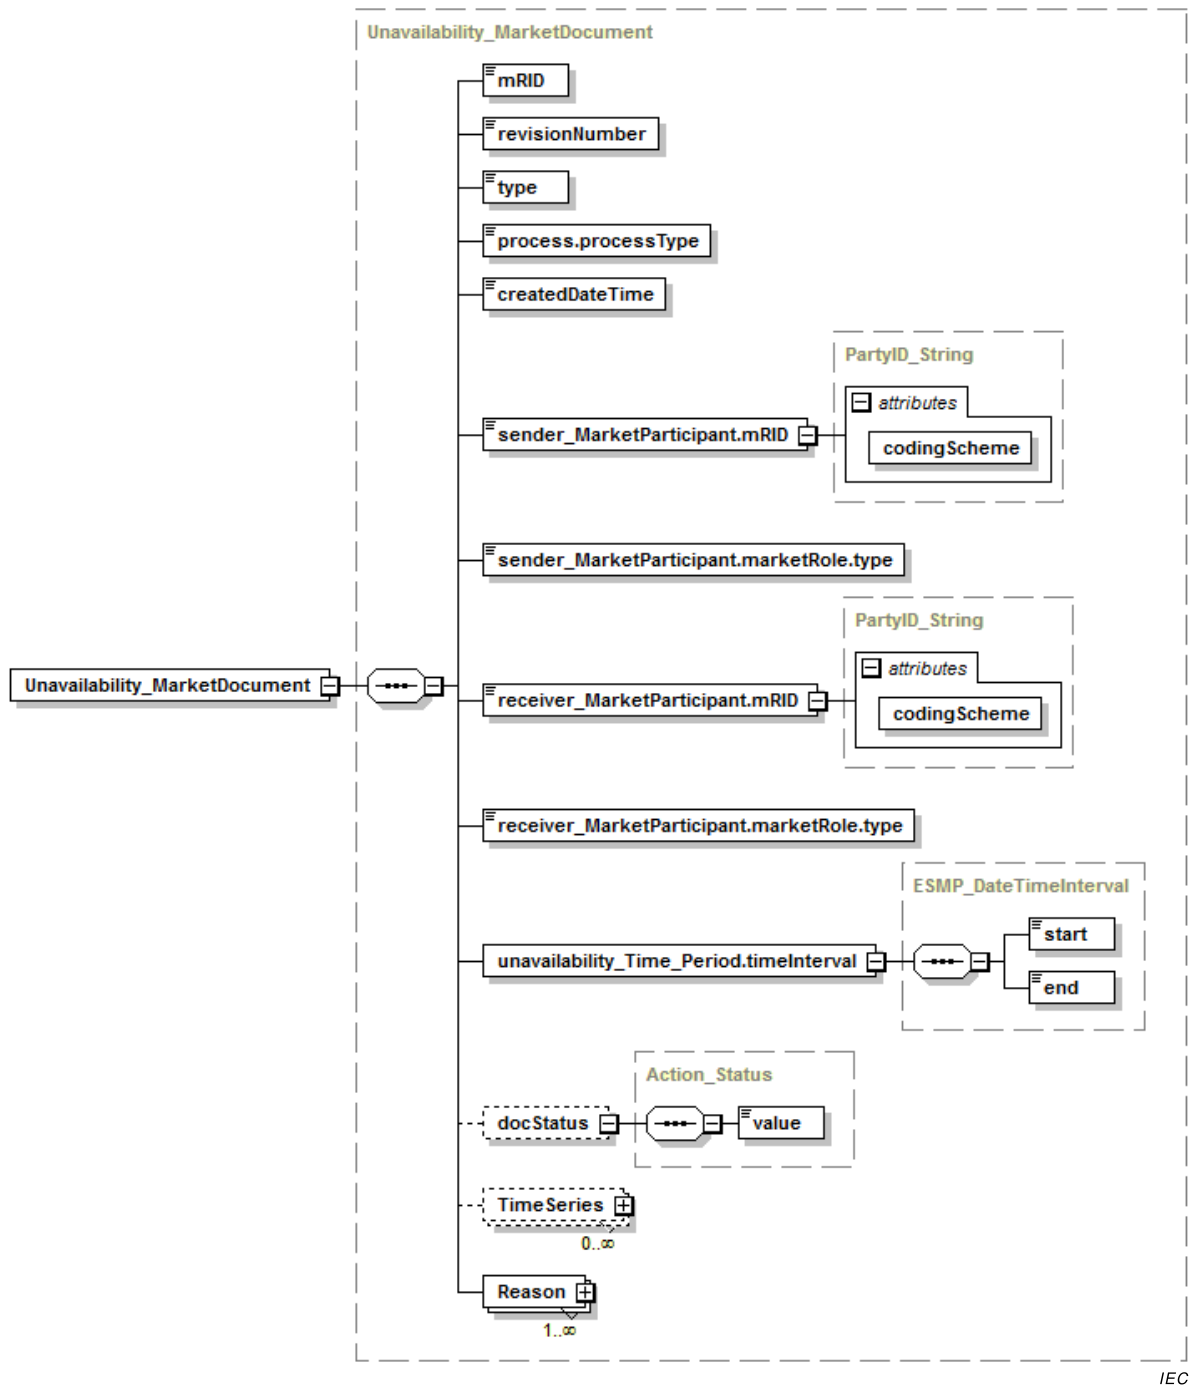 Unavailability_MarketDocument
mRID
revisionNumber
type
process.processType
createdDateTime
PartyID_String
attributes
sender_MarketParticipant.mRID
codingScheme
sender_MarketParticipant.marketRole.type
PartyID_String
attributes
Unavailability_MarketDocument
receiver_MarketParticipant.mRID
codingScheme
receiver_MarketParticipant.marketRole.type
ESMP_DateTimeInterval
start
unavailability_Time_Period.timeInterval
end
Action_Status
docStatus
value
TimeSeries
0..∞
Reason
1..∞
IEC